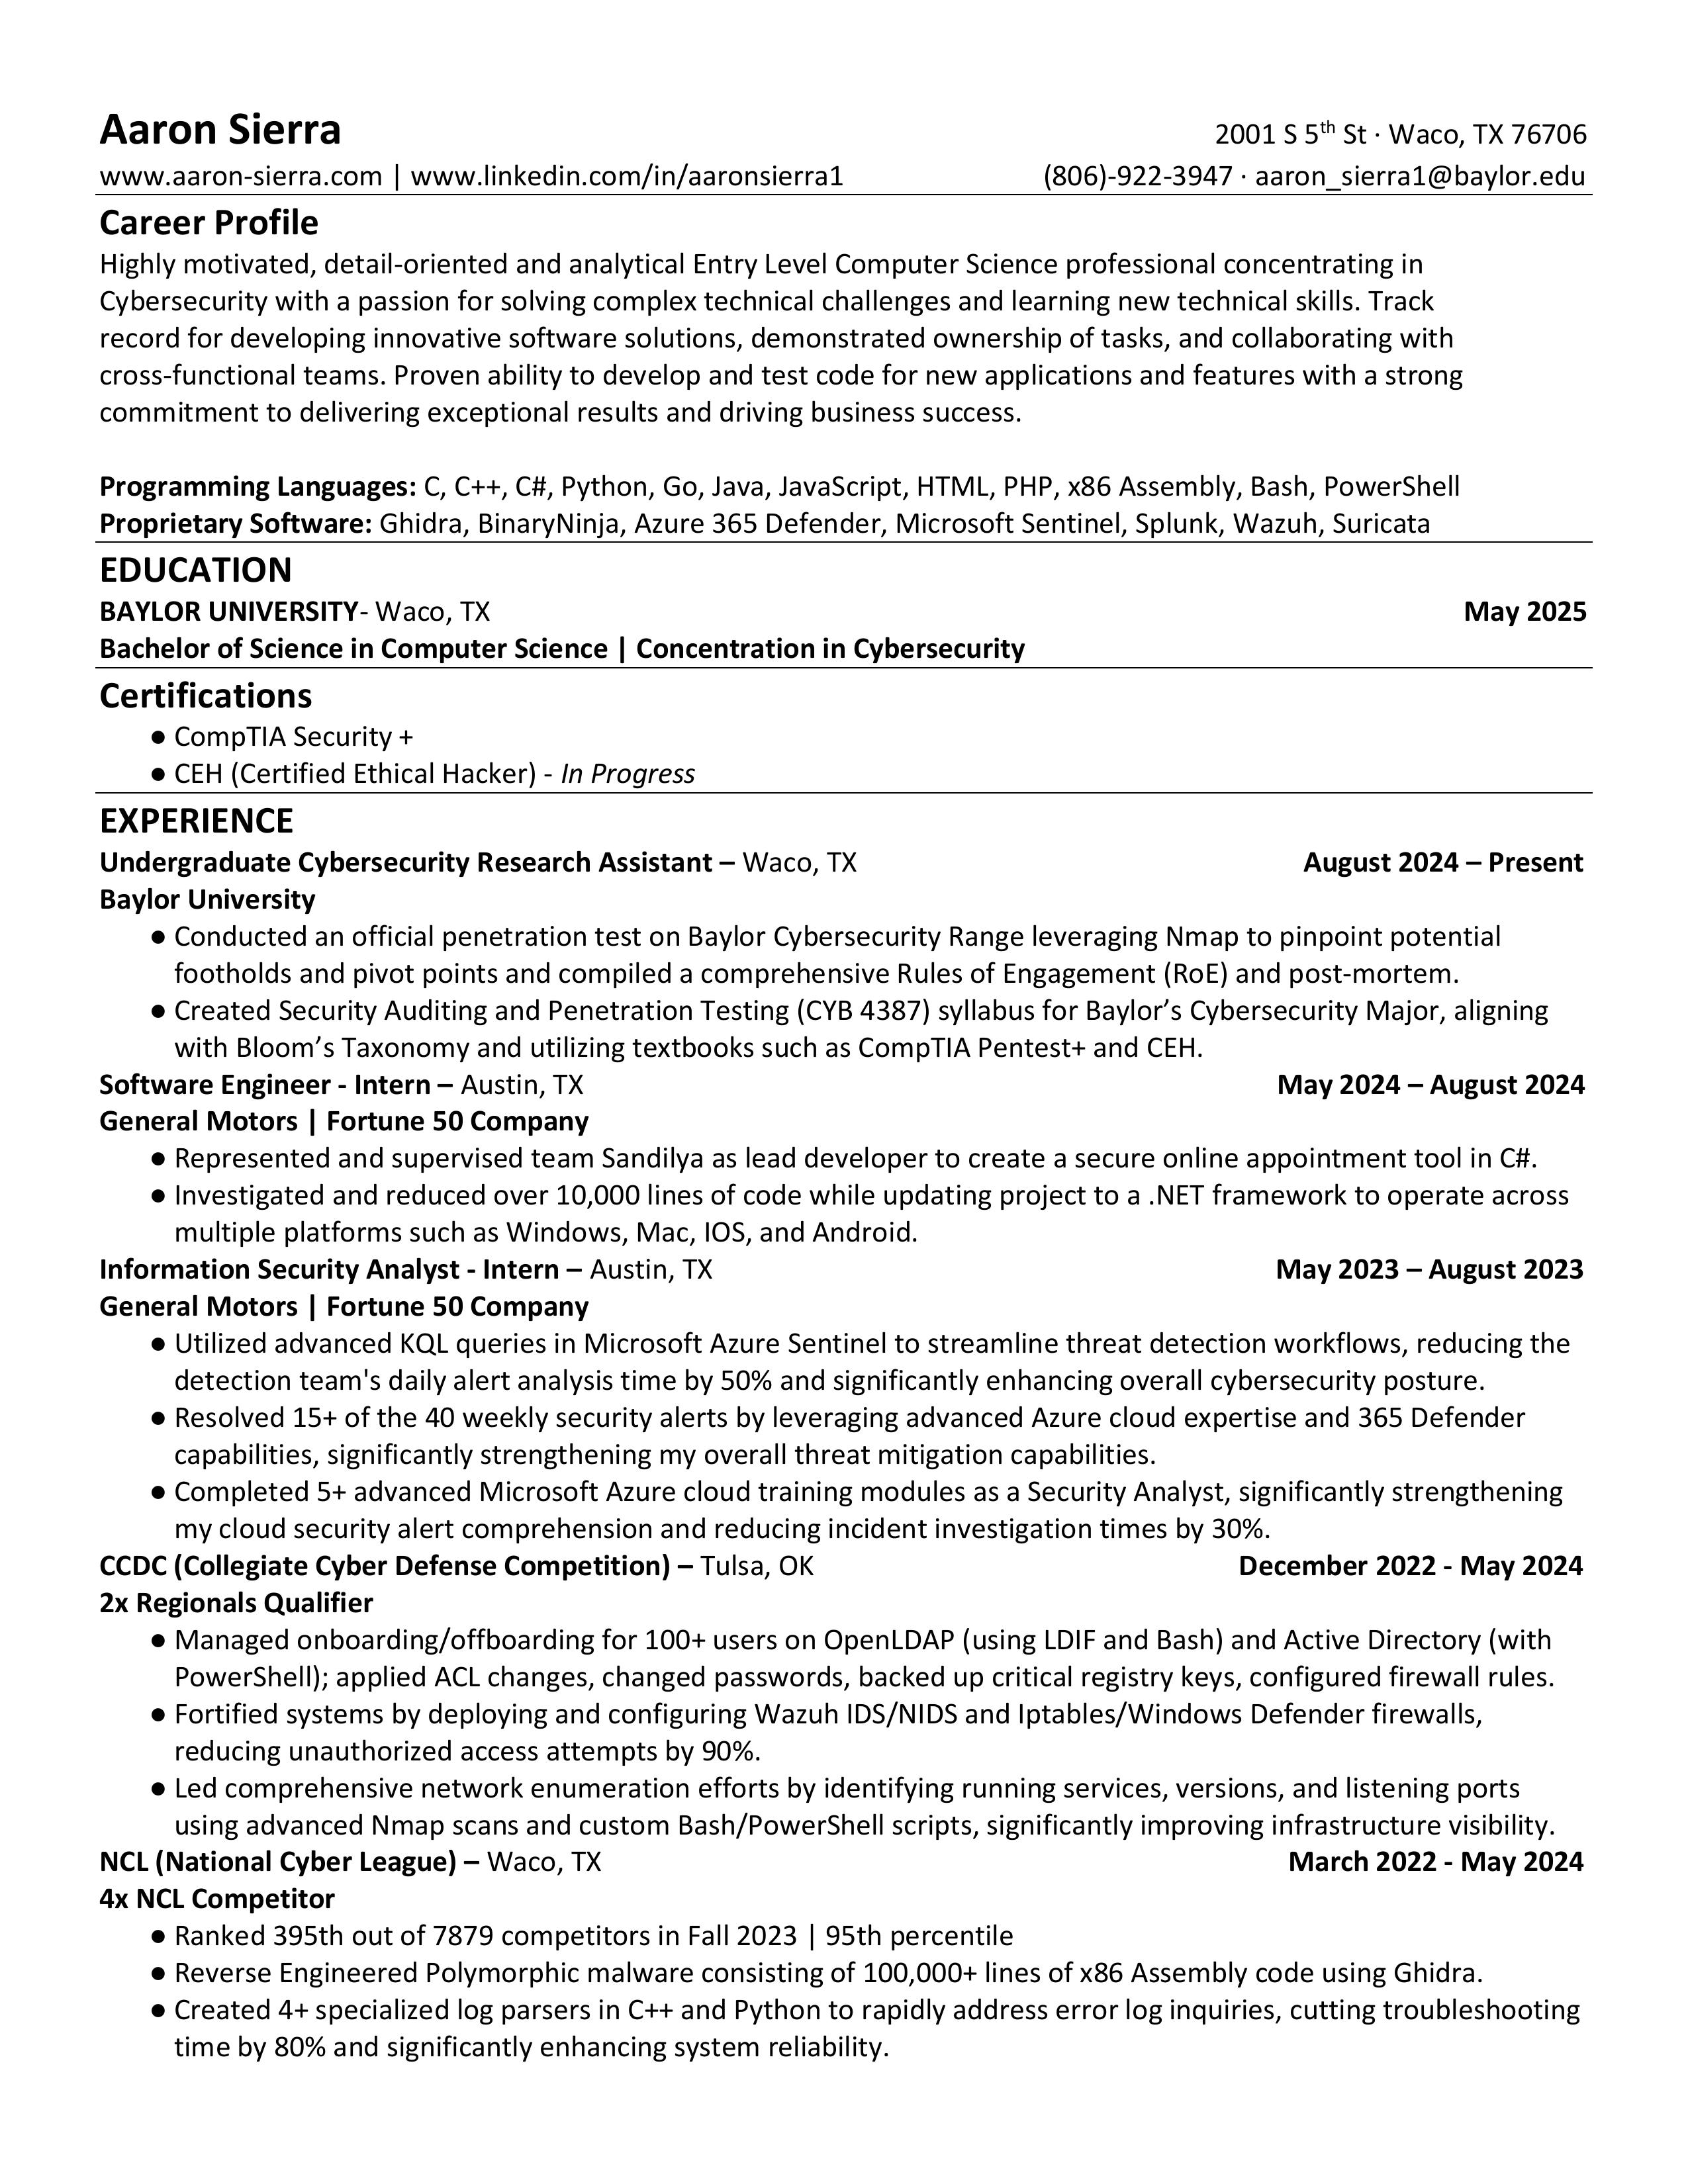 Aaron Sierra 2001 S 5th St · Waco, TX 76706
www.aaron-sierra.com | www.linkedin.com/in/aaronsierra1 (806)-922-3947 · aaron_sierra1@baylor.edu
Career Profile
Highly motivated, detail-oriented and analytical Entry Level Computer Science professional concentrating in
Cybersecurity with a passion for solving complex technical challenges and learning new technical skills. Track
record for developing innovative software solutions, demonstrated ownership of tasks, and collaborating with
cross-functional teams. Proven ability to develop and test code for new applications and features with a strong
commitment to delivering exceptional results and driving business success.
Programming Languages: C, C++, C#, Python, Go, Java, JavaScript, HTML, PHP, x86 Assembly, Bash, PowerShell
Proprietary Software: Ghidra, BinaryNinja, Azure 365 Defender, Microsoft Sentinel, Splunk, Wazuh, Suricata
EDUCATION
BAYLOR UNIVERSITY- Waco, TX May 2025
Bachelor of Science in Computer Science | Concentration in Cybersecurity
Certifications
● CompTIA Security +
● CEH (Certified Ethical Hacker) - In Progress
EXPERIENCE
Undergraduate Cybersecurity Research Assistant – Waco, TX August 2024 – Present
Baylor University
● Conducted an official penetration test on Baylor Cybersecurity Range leveraging Nmap to pinpoint potential
footholds and pivot points and compiled a comprehensive Rules of Engagement (RoE) and post-mortem.
● Created Security Auditing and Penetration Testing (CYB 4387) syllabus for Baylor’s Cybersecurity Major, aligning
with Bloom’s Taxonomy and utilizing textbooks such as CompTIA Pentest+ and CEH.
Software Engineer - Intern – Austin, TX May 2024 – August 2024
General Motors | Fortune 50 Company
● Represented and supervised team Sandilya as lead developer to create a secure online appointment tool in C#.
● Investigated and reduced over 10,000 lines of code while updating project to a .NET framework to operate across
multiple platforms such as Windows, Mac, IOS, and Android.
Information Security Analyst - Intern – Austin, TX May 2023 – August 2023
General Motors | Fortune 50 Company
● Utilized advanced KQL queries in Microsoft Azure Sentinel to streamline threat detection workflows, reducing the
detection team's daily alert analysis time by 50% and significantly enhancing overall cybersecurity posture.
● Resolved 15+ of the 40 weekly security alerts by leveraging advanced Azure cloud expertise and 365 Defender
capabilities, significantly strengthening my overall threat mitigation capabilities.
● Completed 5+ advanced Microsoft Azure cloud training modules as a Security Analyst, significantly strengthening
my cloud security alert comprehension and reducing incident investigation times by 30%.
CCDC (Collegiate Cyber Defense Competition) – Tulsa, OK December 2022 - May 2024
2x Regionals Qualifier
● Managed onboarding/offboarding for 100+ users on OpenLDAP (using LDIF and Bash) and Active Directory (with
PowerShell); applied ACL changes, changed passwords, backed up critical registry keys, configured firewall rules.
● Fortified systems by deploying and configuring Wazuh IDS/NIDS and Iptables/Windows Defender firewalls,
reducing unauthorized access attempts by 90%.
● Led comprehensive network enumeration efforts by identifying running services, versions, and listening ports
using advanced Nmap scans and custom Bash/PowerShell scripts, significantly improving infrastructure visibility.
NCL (National Cyber League) – Waco, TX March 2022 - May 2024
4x NCL Competitor
● Ranked 395th out of 7879 competitors in Fall 2023 | 95th percentile
● Reverse Engineered Polymorphic malware consisting of 100,000+ lines of x86 Assembly code using Ghidra.
● Created 4+ specialized log parsers in C++ and Python to rapidly address error log inquiries, cutting troubleshooting
time by 80% and significantly enhancing system reliability.